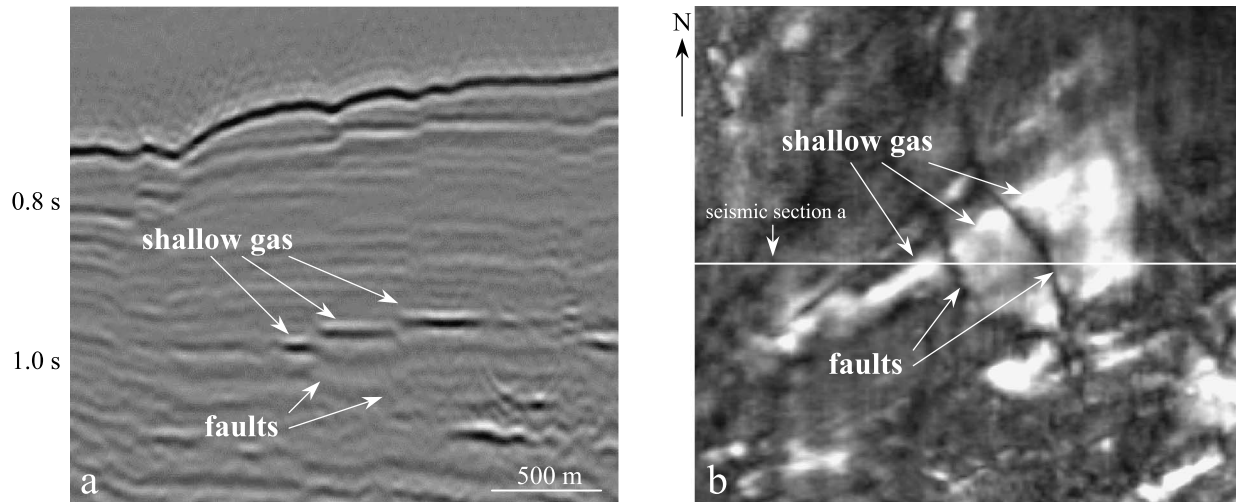 0.8 s
1.0 s
shallow gas
faults
500 m
a
N
shallow gas
seismic section a
faults
b